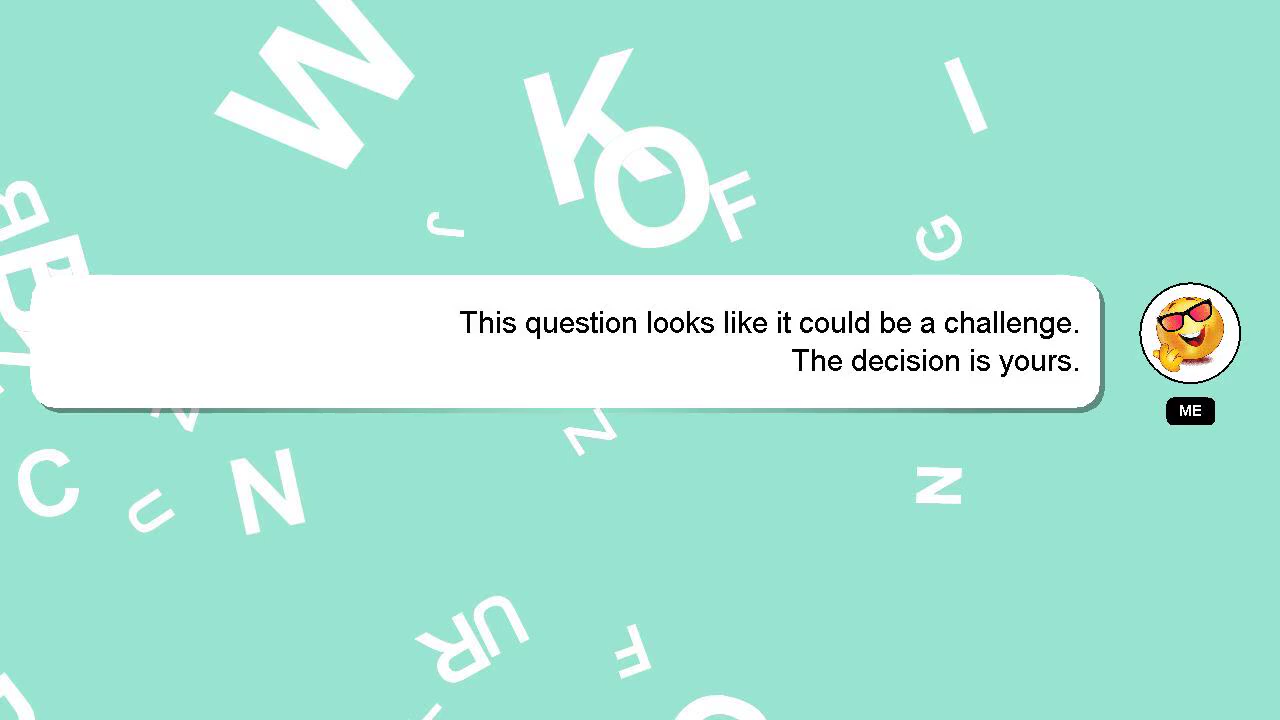 W
K
O
F
I
J
G
R
This question looks like it could be a challenge.
The decision is yours.
ME
Z
C
U
N
Z
N
U
R
F